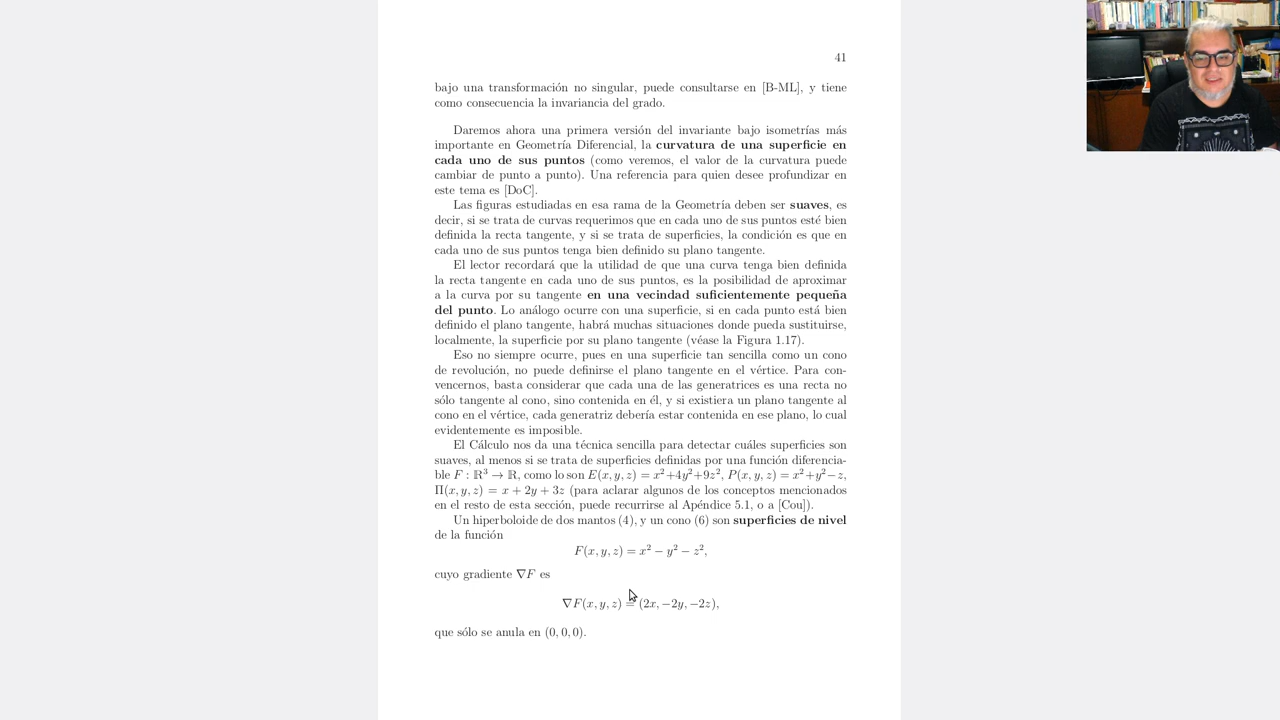 41
bajo una transformación no singular, puede consultarse en [B-ML], y tiene
como consecuencia la invariancia del grado.
Daremos ahora una primera versión del invariante bajo isometrías más
importante en Geometría Diferencial, la curvatura de una superficie en
cada uno de sus puntos (como veremos, el valor de la curvatura puede
cambiar de punto a punto). Una referencia para quien desee profundizar en
este tema es [DoC].
Las figuras estudiadas en esa rama de la Geometría deben ser suaves, es
decir, si se trata de curvas requerimos que en cada uno de sus puntos esté bien
definida la recta tangente, y si se trata de superficies, la condición es que en
cada uno de sus puntos tenga bien definido su plano tangente.
El lector recordará que la utilidad de que una curva tenga bien definida
la recta tangente en cada uno de sus puntos, es la posibilidad de aproximar
a la curva por su tangente en una vecindad suficientemente pequeña
del punto. Lo análogo ocurre con una superficie, si en cada punto está bien
definido el plano tangente, habrá muchas situaciones donde pueda sustituirse,
localmente, la superficie por su plano tangente (véase la Figura 1.17).
Eso no siempre ocurre, pues en una superficie tan sencilla como un cono
de revolución, no puede definirse el plano tangente en el vértice. Para con-
vencernos, basta considerar que cada una de las generatrices es una recta no
sólo tangente al cono, sino contenida en él, y si existiera un plano tangente al
cono en el vértice, cada generatriz debería estar contenida en ese plano, lo cual
evidentemente es imposible.
El Cálculo nos da una técnica sencilla para detectar cuáles superficies son
suaves, al menos si se trata de superficies definidas por una función diferencia-
ble F : ℝ³ → ℝ, como lo son E(x, y, z) = x²+4y²+9z², P(x, y, z) = x²+y²−z,
Π(x, y, z) = x + 2y + 3z (para aclarar algunos de los conceptos mencionados
en el resto de esta sección, puede recurrirse al Apéndice 5.1, o a [Cou]).
Un hiperboloide de dos mantos (4), y un cono (6) son superficies de nivel
de la función
F(x, y, z) = x² − y² − z²,
cuyo gradiente ∇F es
∇F(x, y, z) = (2x, −2y, −2z),
que sólo se anula en (0, 0, 0).